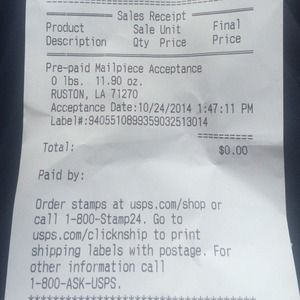 ========== Sales Receipt ==========
Product Sale Unit Final
Description Qty Price Price
Pre-paid Mailpiece Acceptance
0 lbs. 11.90 oz.
RUSTON, LA 71270
Acceptance Date:10/24/2014 1:47:11 PM
Label#:9405510899359032513014
========
Total: $0.00
Paid by:
Order stamps at usps.com/shop or
call 1-800-Stamp24. Go to
usps.com/clicknship to print
shipping labels with postage. For
other information call
1-800-ASK-USPS.